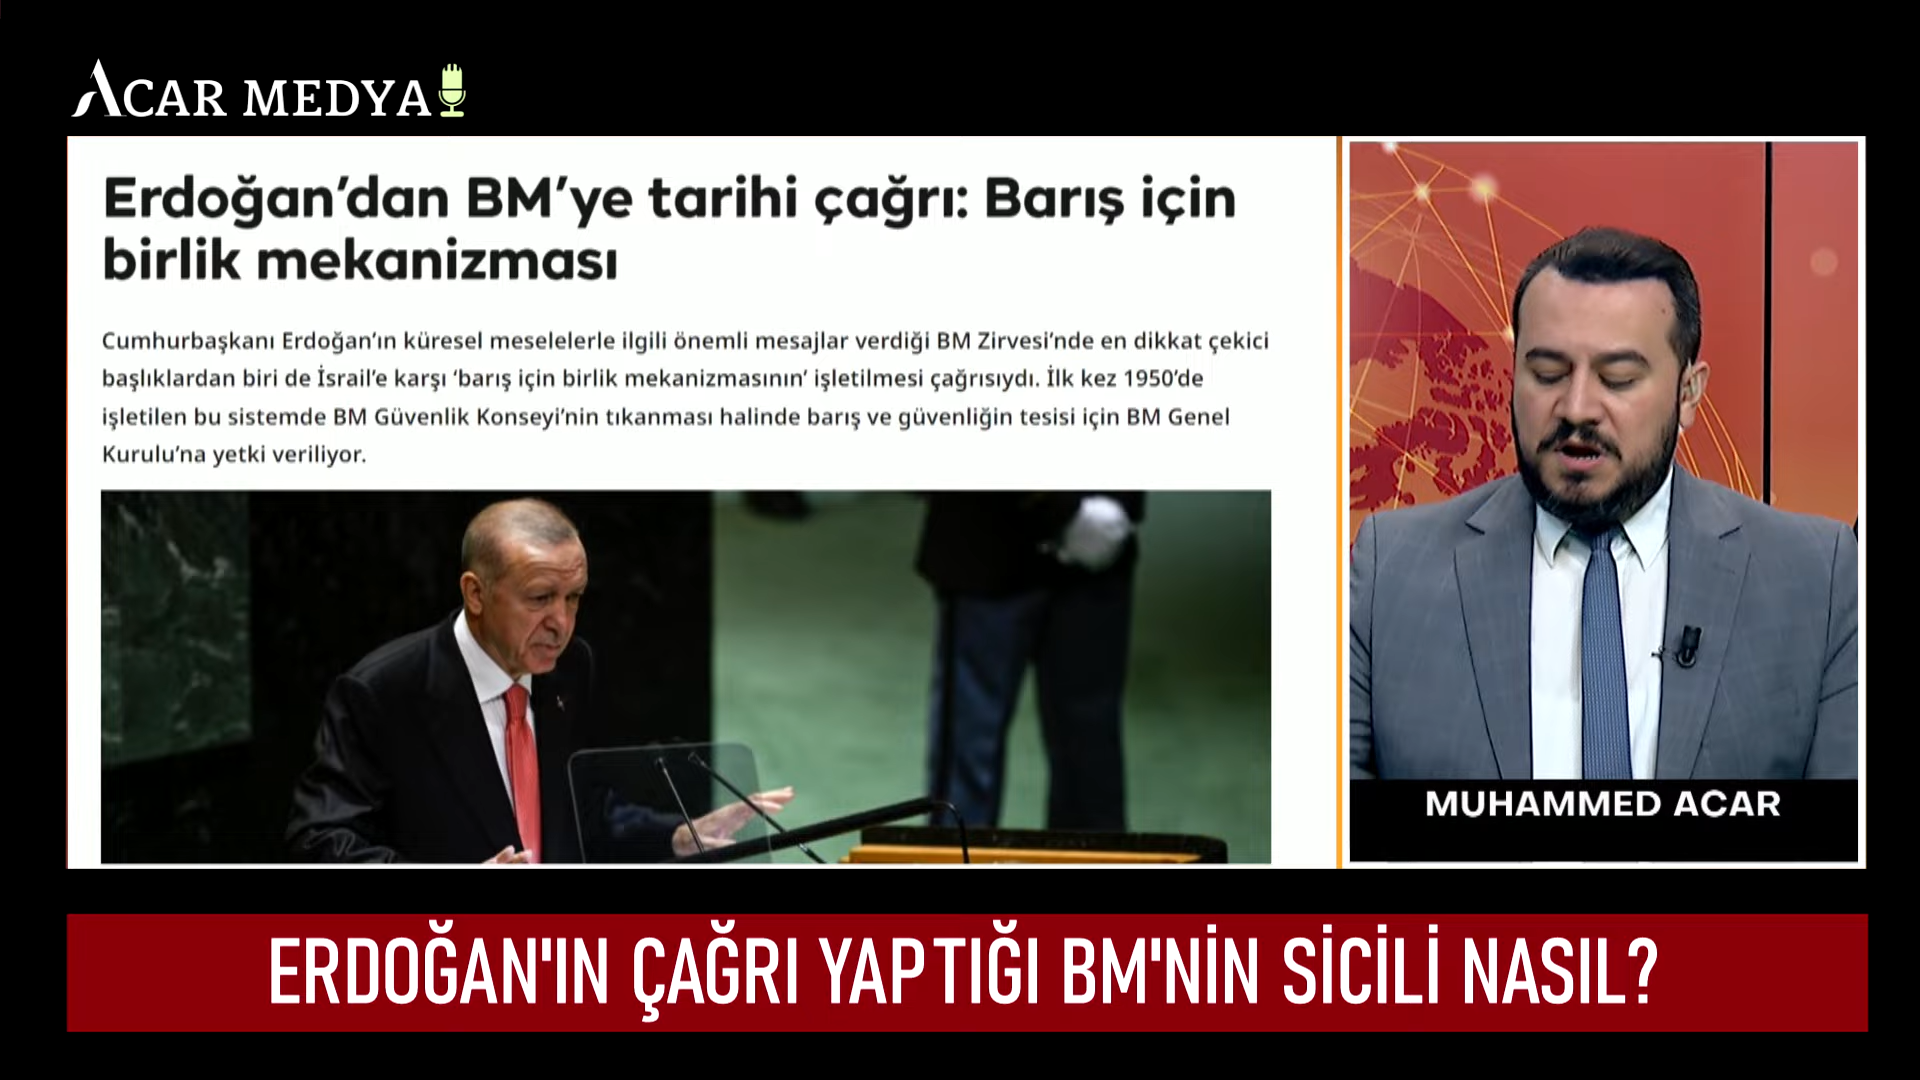 ACAR MEDYA
Erdoğan’dan BM’ye tarihi çağrı: Barış için
birlik mekanizması
Cumhurbaşkanı Erdoğan’ın küresel meselelerle ilgili önemli mesajlar verdiği BM Zirvesi’nde en dikkat çekici
başlıklardan biri de İsrail’e karşı ‘barış için birlik mekanizmasının’ işletilmesi çağrısıydı. İlk kez 1950’de
işletilen bu sistemde BM Güvenlik Konseyi’nin tıkanması halinde barış ve güvenliğin tesisi için BM Genel
Kurulu’na yetki veriliyor.
MUHAMMED ACAR
ERDOĞAN'IN ÇAĞRI YAPTIĞI BM'NİN SİCİLİ NASIL?